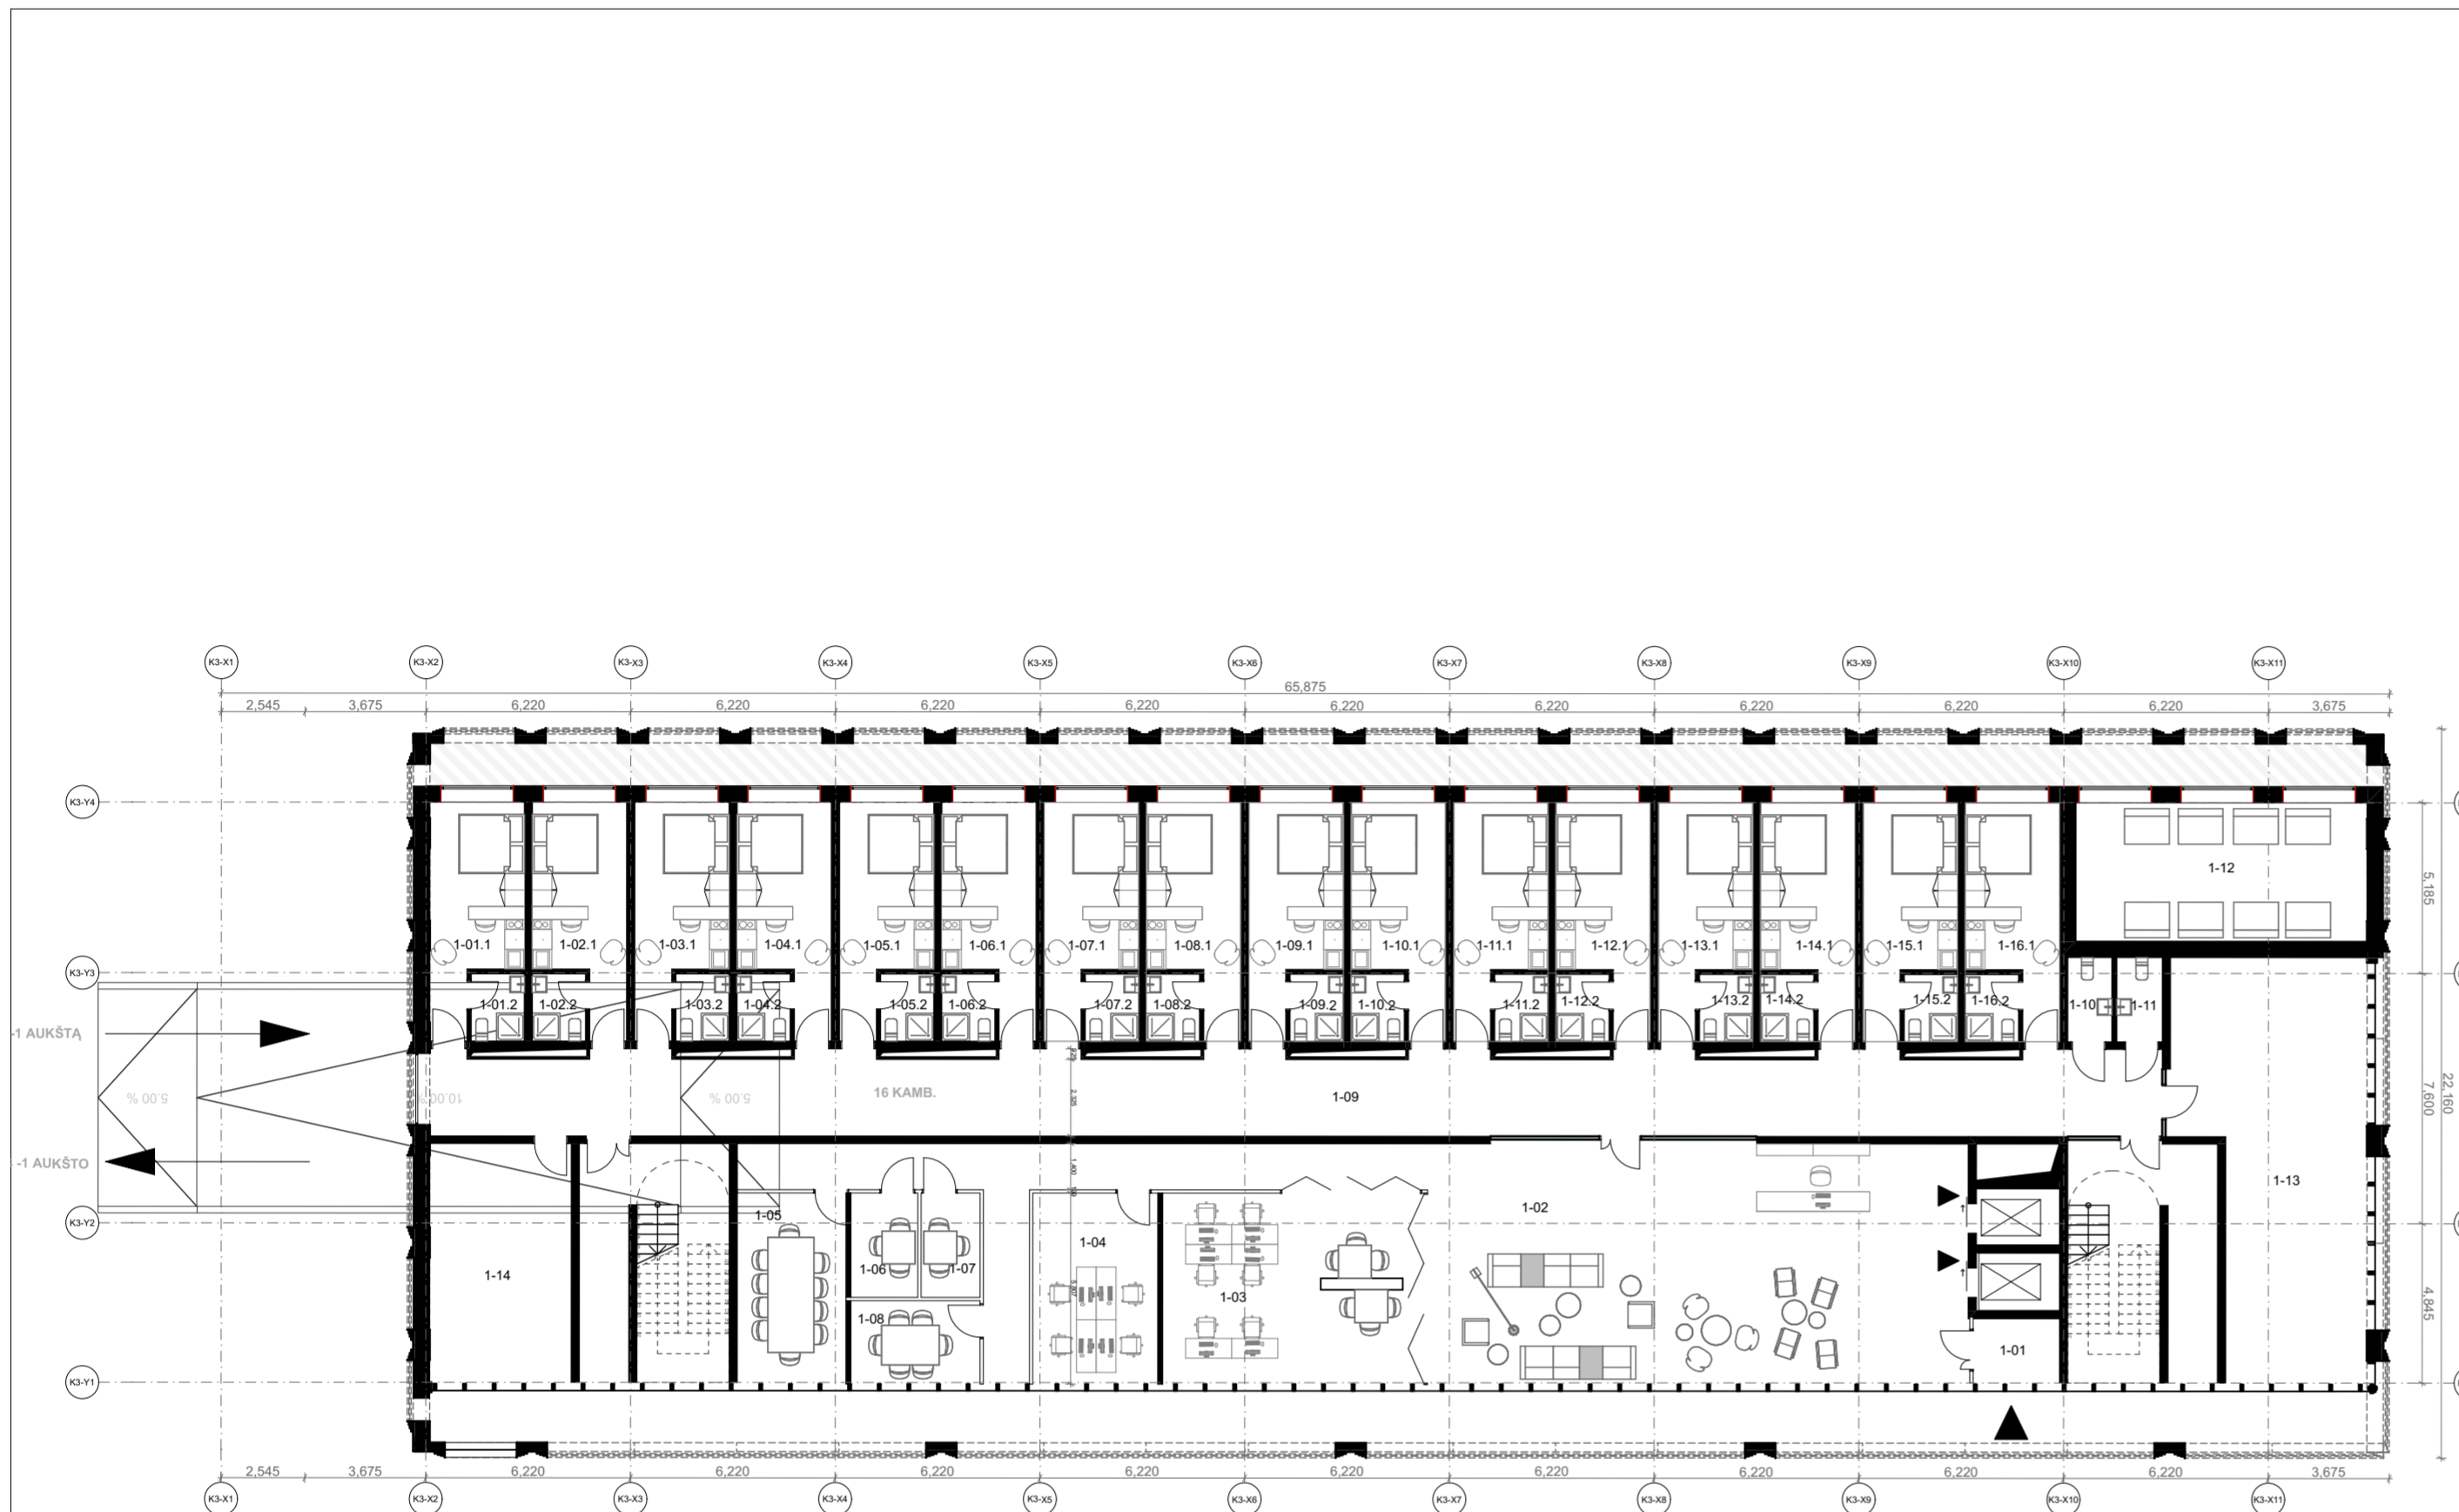 K3-X1 K3-X2 K3-X3 K3-X4 K3-X5 K3-X6 K3-X7 K3-X8 K3-X9 K3-X10 K3-X11
65,875
2,545 3,675 6,220 6,220 6,220 6,220 6,220 6,220 6,220 6,220 6,220 3,675
K3-Y4
1-12
5,185
1-01.1 1-02.1 1-03.1 1-04.1 1-05.1 1-06.1 1-07.1 1-08.1 1-09.1 1-10.1 1-11.1 1-12.1 1-13.1 1-14.1 1-15.1 1-16.1
K3-Y3
1-01.2 1-02.2 1-03.2 1-04.2 1-05.2 1-06.2 1-07.2 1-08.2 1-09.2 1-10.2 1-11.2 1-12.2 1-13.2 1-14.2 1-15.2 1-16.2 1-10 1-11
-1 AUKŠTĄ
5.00 % 10.00 % 5.00 % 16 KAMB. 2,325 1-09 7,600 22,160
-1 AUKŠTO
1,400
1-13
1-05 1-02
K3-Y2
1-04
1-14 1-06 1-07
1-03
1-08
4,845
1-01
K3-Y1
2,545 3,675 6,220 6,220 6,220 6,220 6,220 6,220 6,220 6,220 6,220 3,675
K3-X1 K3-X2 K3-X3 K3-X4 K3-X5 K3-X6 K3-X7 K3-X8 K3-X9 K3-X10 K3-X11